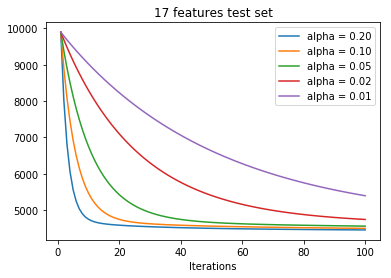 17 features test set
10000
9000
8000
7000
6000
5000
alpha = 0.20
alpha = 0.10
alpha = 0.05
alpha = 0.02
alpha = 0.01
0 20 40 60 80 100
Iterations